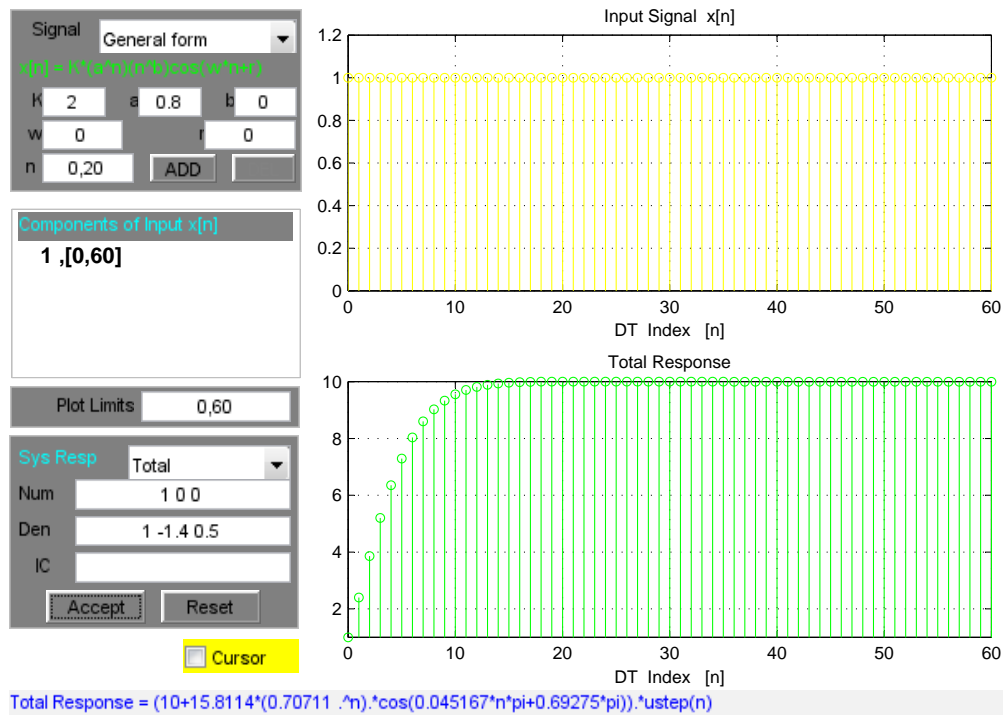 Signal
General form
x[n] = K*(a^n)(n^b)cos(w*n+r)
K 2 a 0.8 b 0
w 0 r 0
n 0,20 ADD
Components of Input x[n]
1 ,[0,60]
Plot Limits 0,60
Sys Resp Total
Num 1 0 0
Den 1 -1.4 0.5
IC
Accept Reset
Cursor
Input Signal x[n]
1.2
1
0.8
0.6
0.4
0.2
0
0 10 20 30 40 50 60
DT Index [n]
Total Response
10
8
6
4
2
0 10 20 30 40 50 60
DT Index [n]
Total Response = (10+15.8114*(0.70711 .^n).*cos(0.045167*n*pi+0.69275*pi)).*ustep(n)